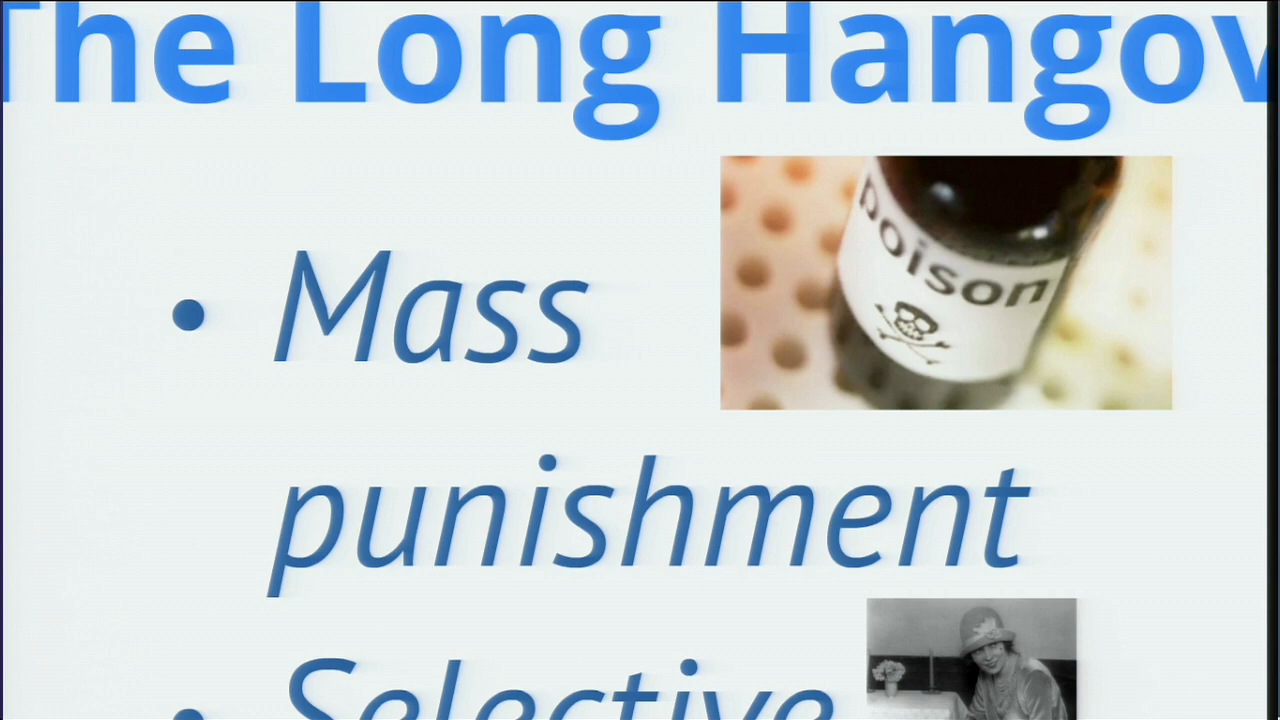 The Long Hangov
• Mass
poison
punishment
• Selective